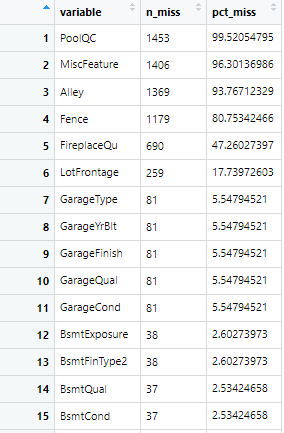 variable n_miss pct_miss
1 PoolQC 1453 99.52054795
2 MiscFeature 1406 96.30136986
3 Alley 1369 93.76712329
4 Fence 1179 80.75342466
5 FireplaceQu 690 47.26027397
6 LotFrontage 259 17.73972603
7 GarageType 81 5.54794521
8 GarageYrBlt 81 5.54794521
9 GarageFinish 81 5.54794521
10 GarageQual 81 5.54794521
11 GarageCond 81 5.54794521
12 BsmtExposure 38 2.60273973
13 BsmtFinType2 38 2.60273973
14 BsmtQual 37 2.53424658
15 BsmtCond 37 2.53424658